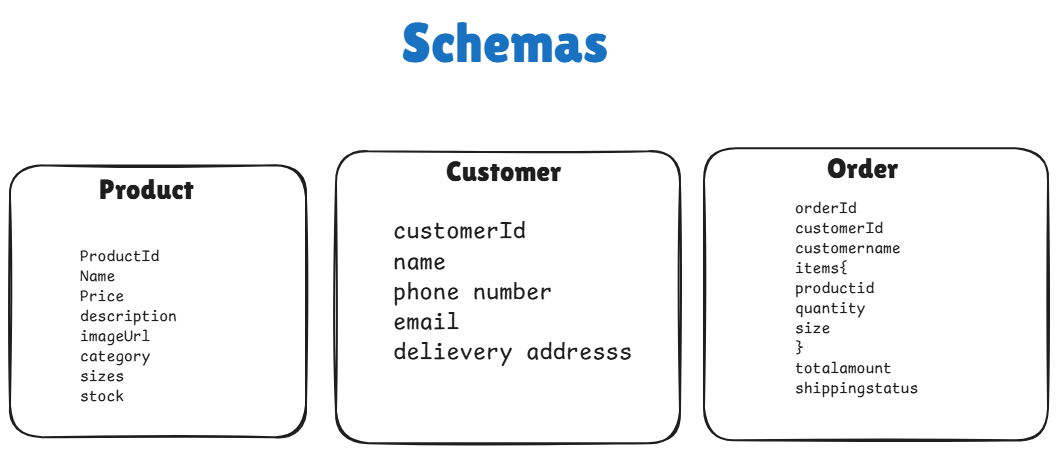 Schemas
Product
ProductId
Name
Price
description
imageUrl
category
sizes
stock
Customer
customerId
name
phone number
email
delievery addresss
Order
orderId
customerId
customername
items{
productid
quantity
size
}
totalamount
shippingstatus